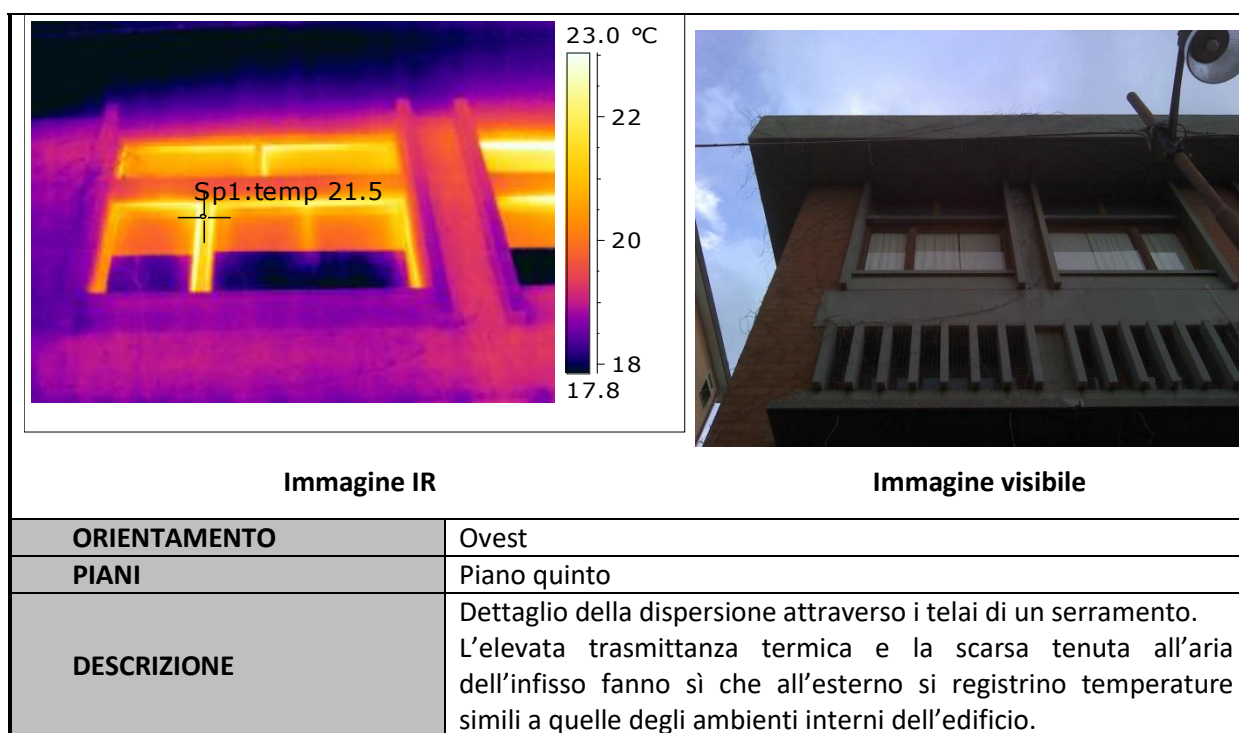 23.0 °C
22
Sp1:temp 21.5
20
18
17.8
Immagine IR
Immagine visibile
ORIENTAMENTO
Ovest
PIANI
Piano quinto
DESCRIZIONE
Dettaglio della dispersione attraverso i telai di un serramento.
L’elevata trasmittanza termica e la scarsa tenuta all’aria
dell’infisso fanno sì che all’esterno si registrino temperature
simili a quelle degli ambienti interni dell’edificio.